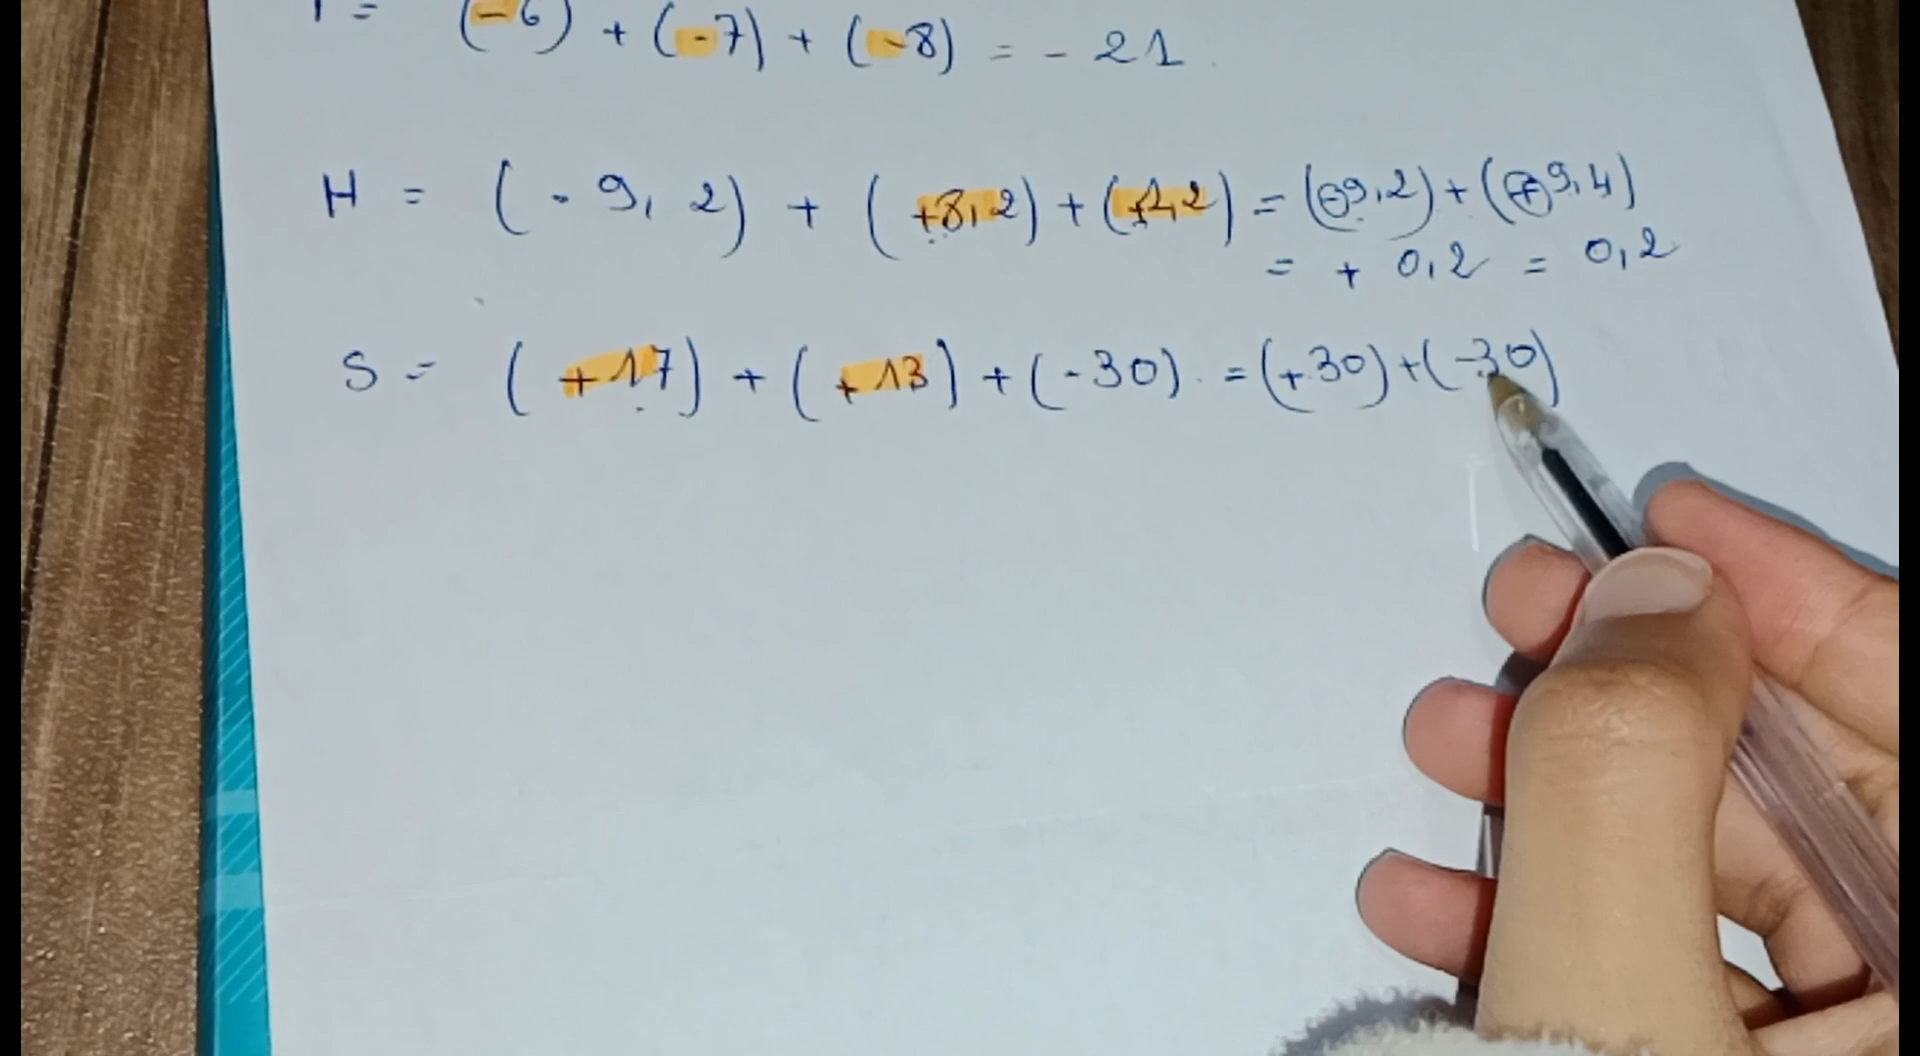 = (-6) + (-7) + (-8) = - 21.
H = (- 9, 2) + (+8,2) + (+1,2) = (-9,2) + (+9,4)
= + 0,2 = 0,2
S = (+17) + (+13) + (-30) = (+30) + (-30)